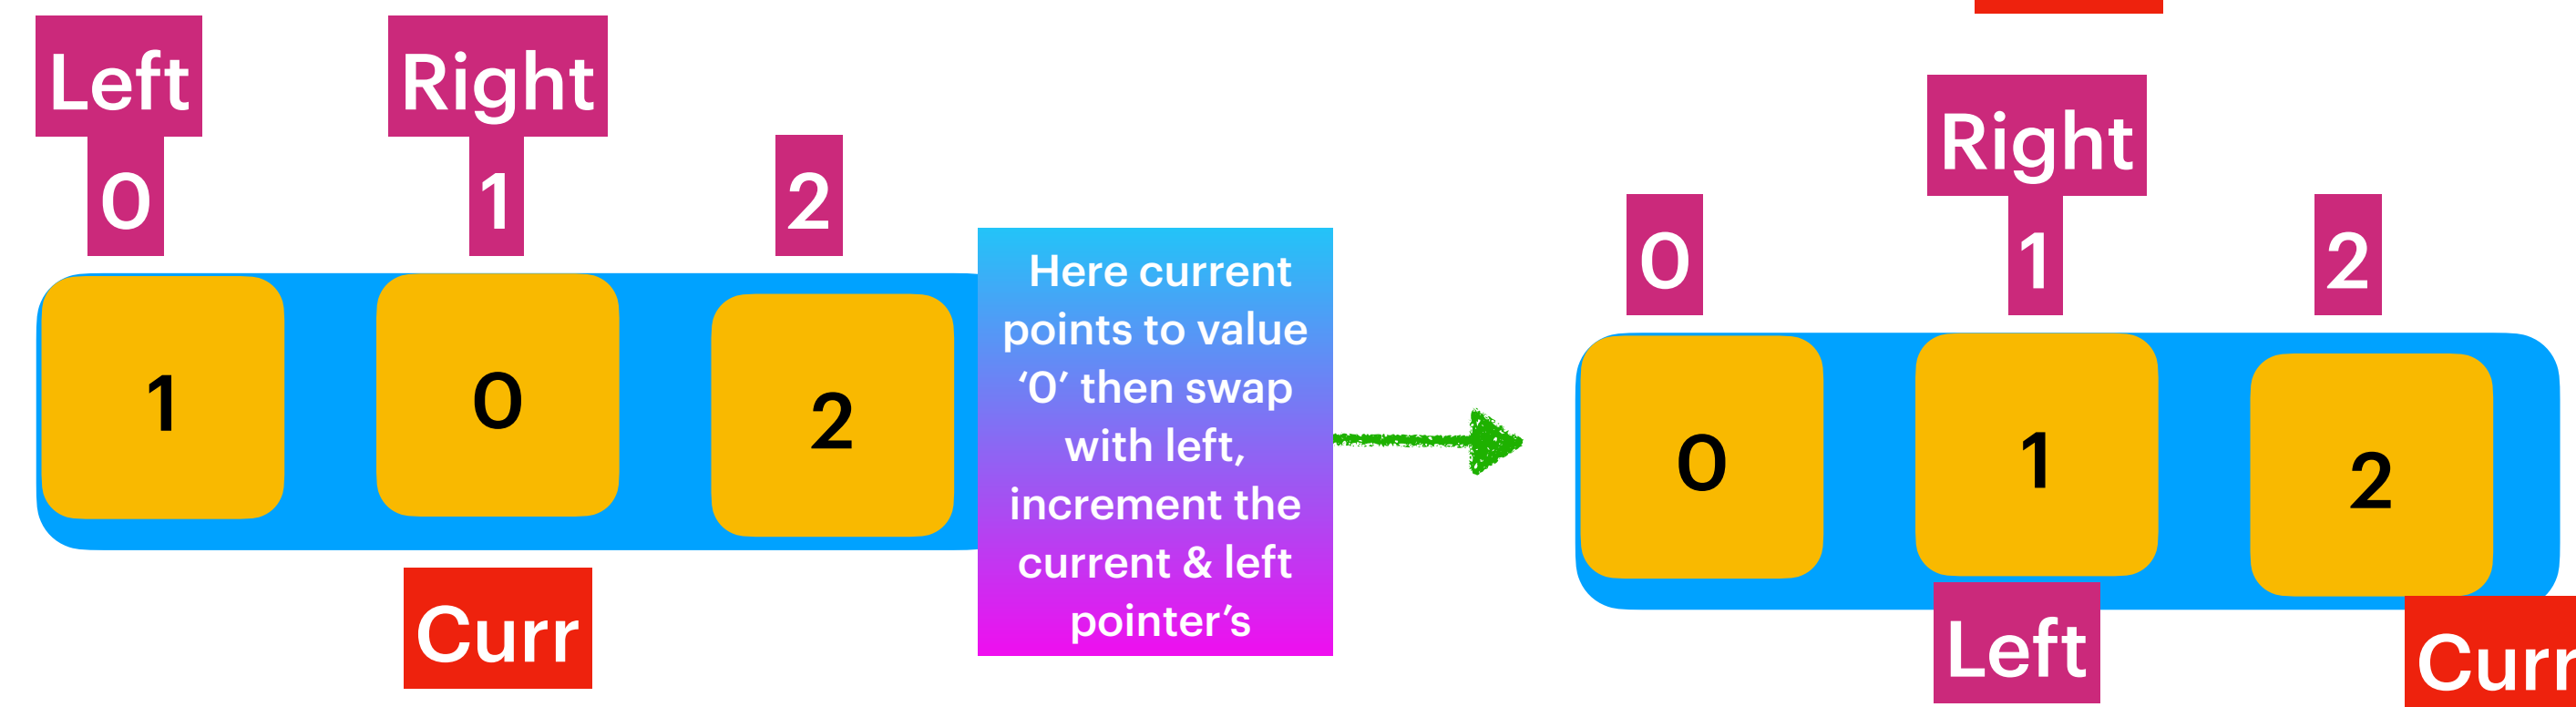 Left Right
0 1 2
1 0 2
Curr
Here current
points to value
‘0’ then swap
with left,
increment the
current & left
pointer’s
Right
0 1 2
0 1 2
Left
Curr